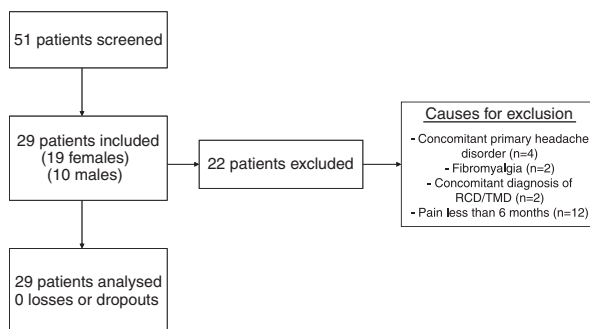 51 patients screened
29 patients included
(19 females)
(10 males)
22 patients excluded
Causes for exclusion
- Concomitant primary headache
disorder (n=4)
- Fibromyalgia (n=2)
- Concomitant diagnosis of
RCD/TMD (n=2)
- Pain less than 6 months (n=12)
29 patients analysed
0 losses or dropouts